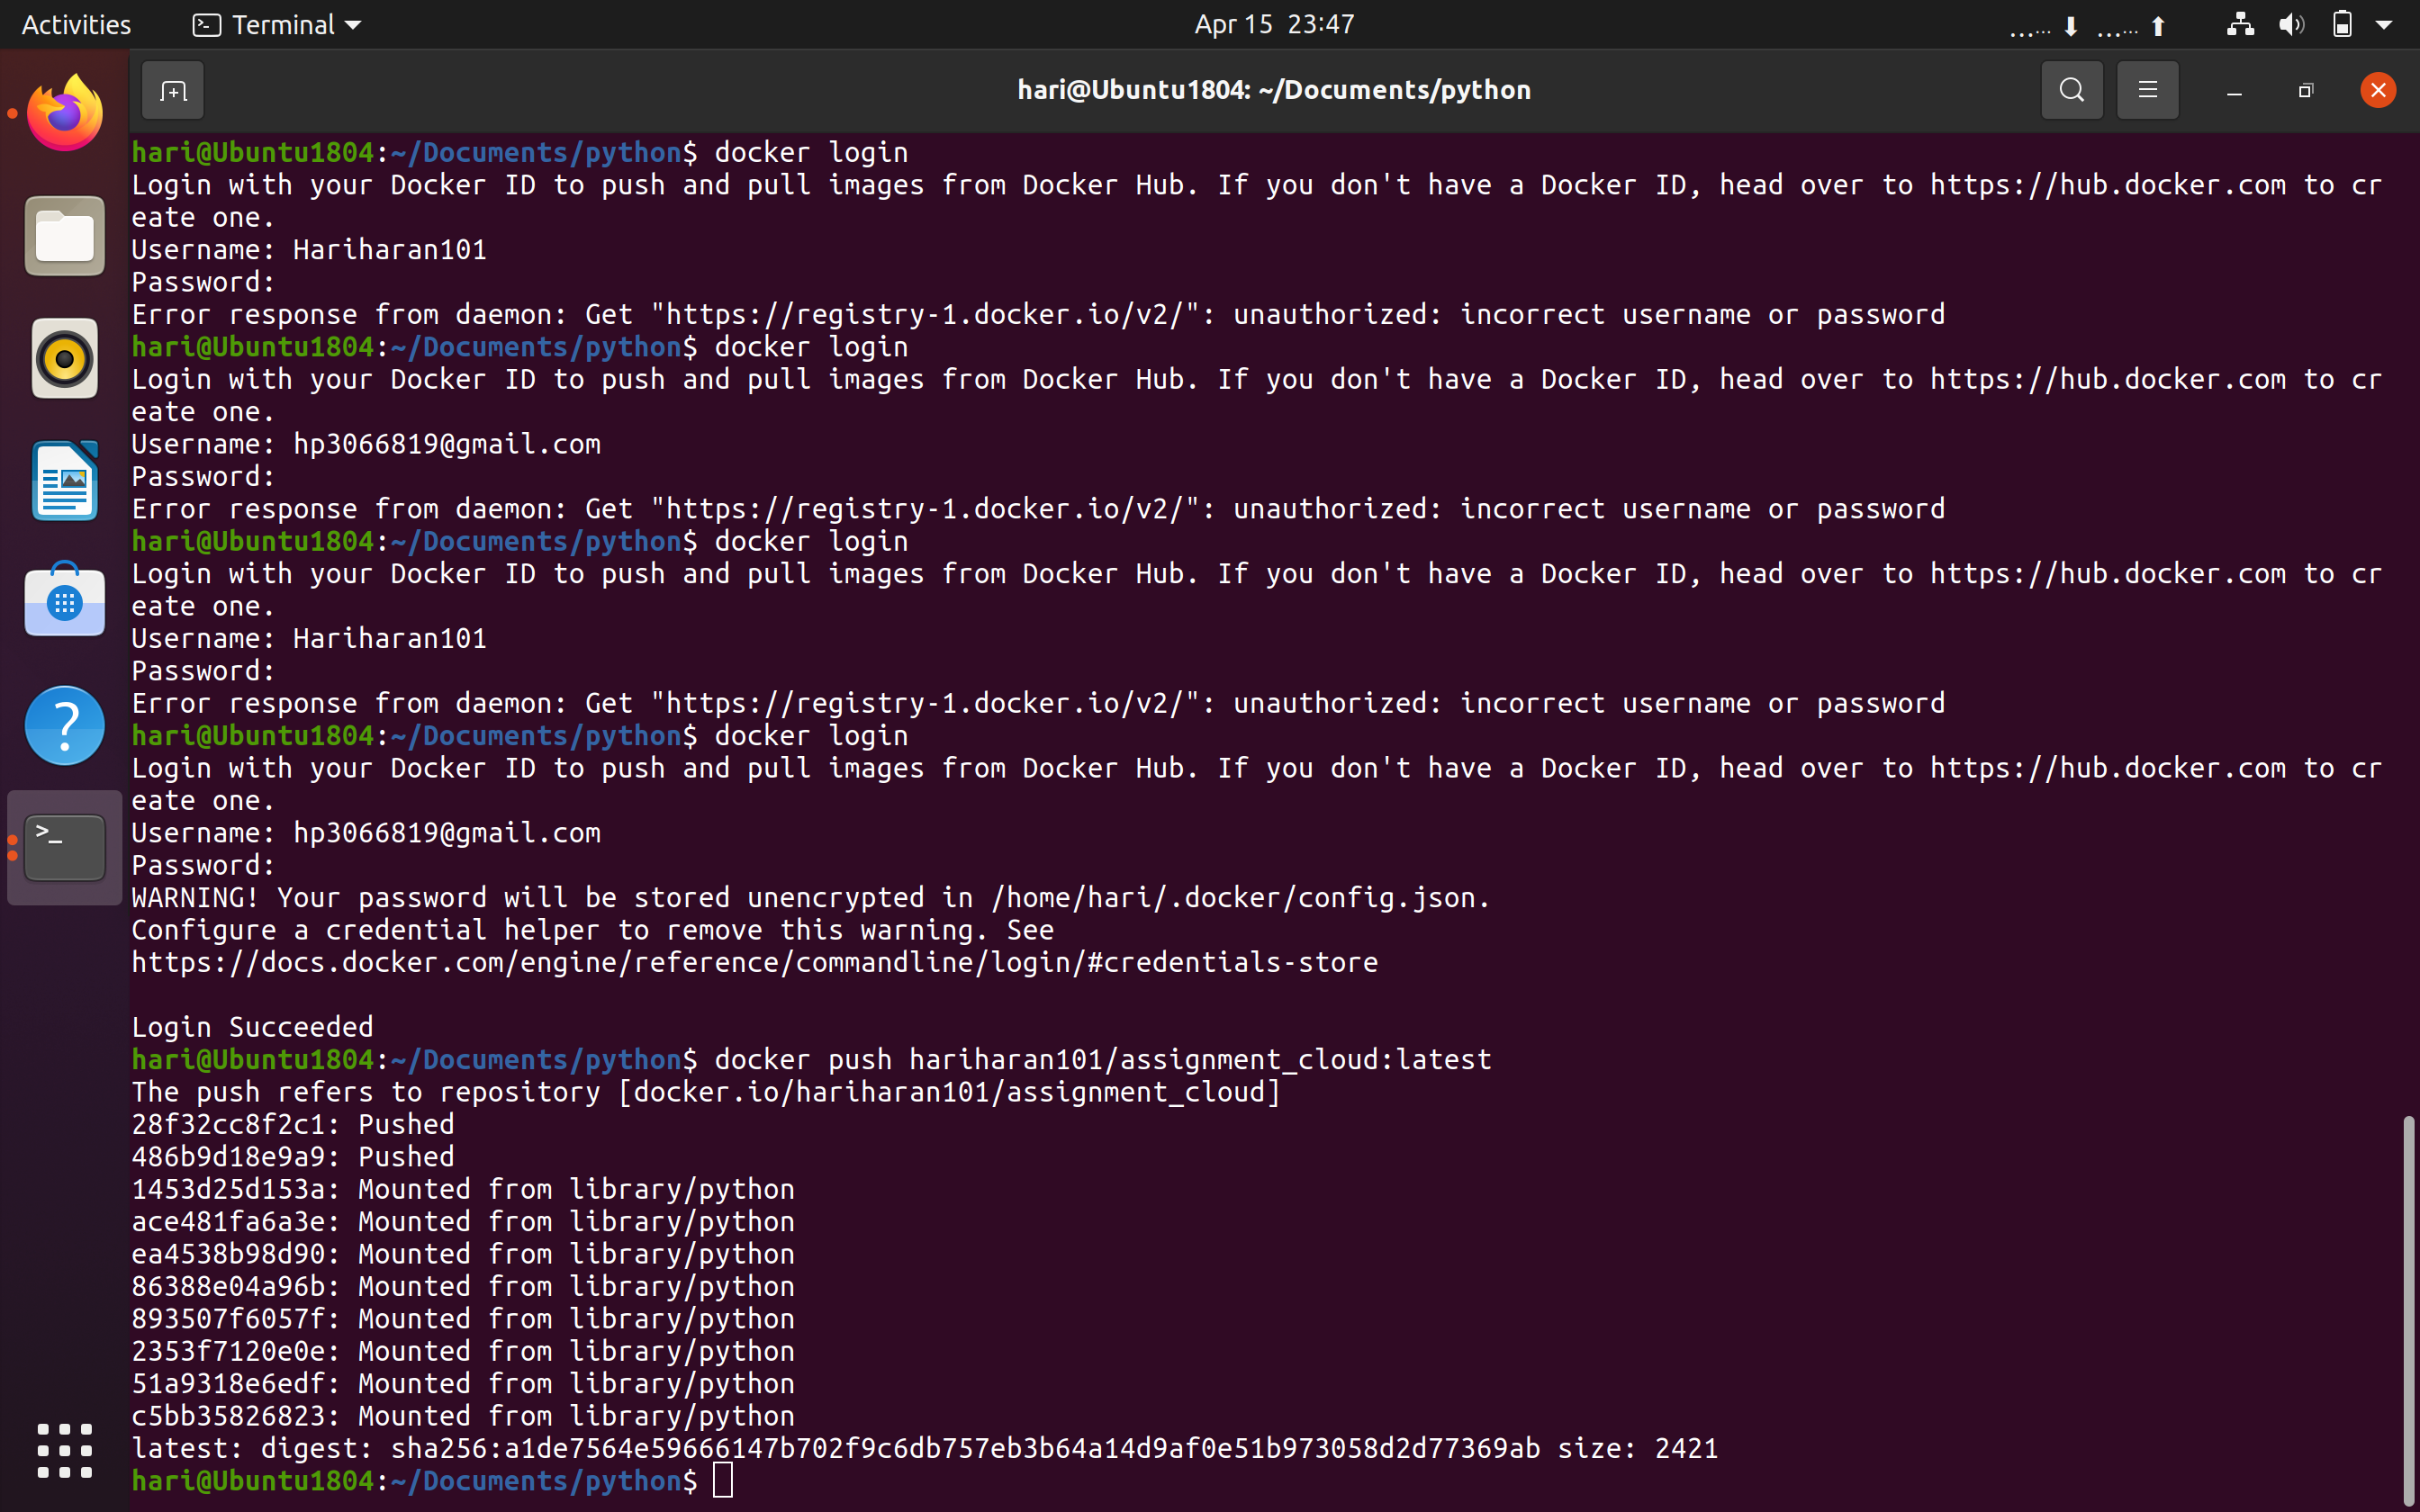 Activities
Terminal
Apr 15 23:47
hari@Ubuntu1804: ~/Documents/python
hari@Ubuntu1804:~/Documents/python$ docker login
Login with your Docker ID to push and pull images from Docker Hub. If you don't have a Docker ID, head over to https://hub.docker.com to cr
eate one.
Username: Hariharan101
Password:
Error response from daemon: Get "https://registry-1.docker.io/v2/": unauthorized: incorrect username or password
hari@Ubuntu1804:~/Documents/python$ docker login
Login with your Docker ID to push and pull images from Docker Hub. If you don't have a Docker ID, head over to https://hub.docker.com to cr
eate one.
Username: hp3066819@gmail.com
Password:
Error response from daemon: Get "https://registry-1.docker.io/v2/": unauthorized: incorrect username or password
hari@Ubuntu1804:~/Documents/python$ docker login
Login with your Docker ID to push and pull images from Docker Hub. If you don't have a Docker ID, head over to https://hub.docker.com to cr
eate one.
Username: Hariharan101
Password:
Error response from daemon: Get "https://registry-1.docker.io/v2/": unauthorized: incorrect username or password
hari@Ubuntu1804:~/Documents/python$ docker login
Login with your Docker ID to push and pull images from Docker Hub. If you don't have a Docker ID, head over to https://hub.docker.com to cr
eate one.
Username: hp3066819@gmail.com
Password:
WARNING! Your password will be stored unencrypted in /home/hari/.docker/config.json.
Configure a credential helper to remove this warning. See
https://docs.docker.com/engine/reference/commandline/login/#credentials-store
Login Succeeded
hari@Ubuntu1804:~/Documents/python$ docker push hariharan101/assignment_cloud:latest
The push refers to repository [docker.io/hariharan101/assignment_cloud]
28f32cc8f2c1: Pushed
486b9d18e9a9: Pushed
1453d25d153a: Mounted from library/python
ace481fa6a3e: Mounted from library/python
ea4538b98d90: Mounted from library/python
86388e04a96b: Mounted from library/python
893507f6057f: Mounted from library/python
2353f7120e0e: Mounted from library/python
51a9318e6edf: Mounted from library/python
c5bb35826823: Mounted from library/python
latest: digest: sha256:a1de7564e59666147b702f9c6db757eb3b64a14d9af0e51b973058d2d77369ab size: 2421
hari@Ubuntu1804:~/Documents/python$